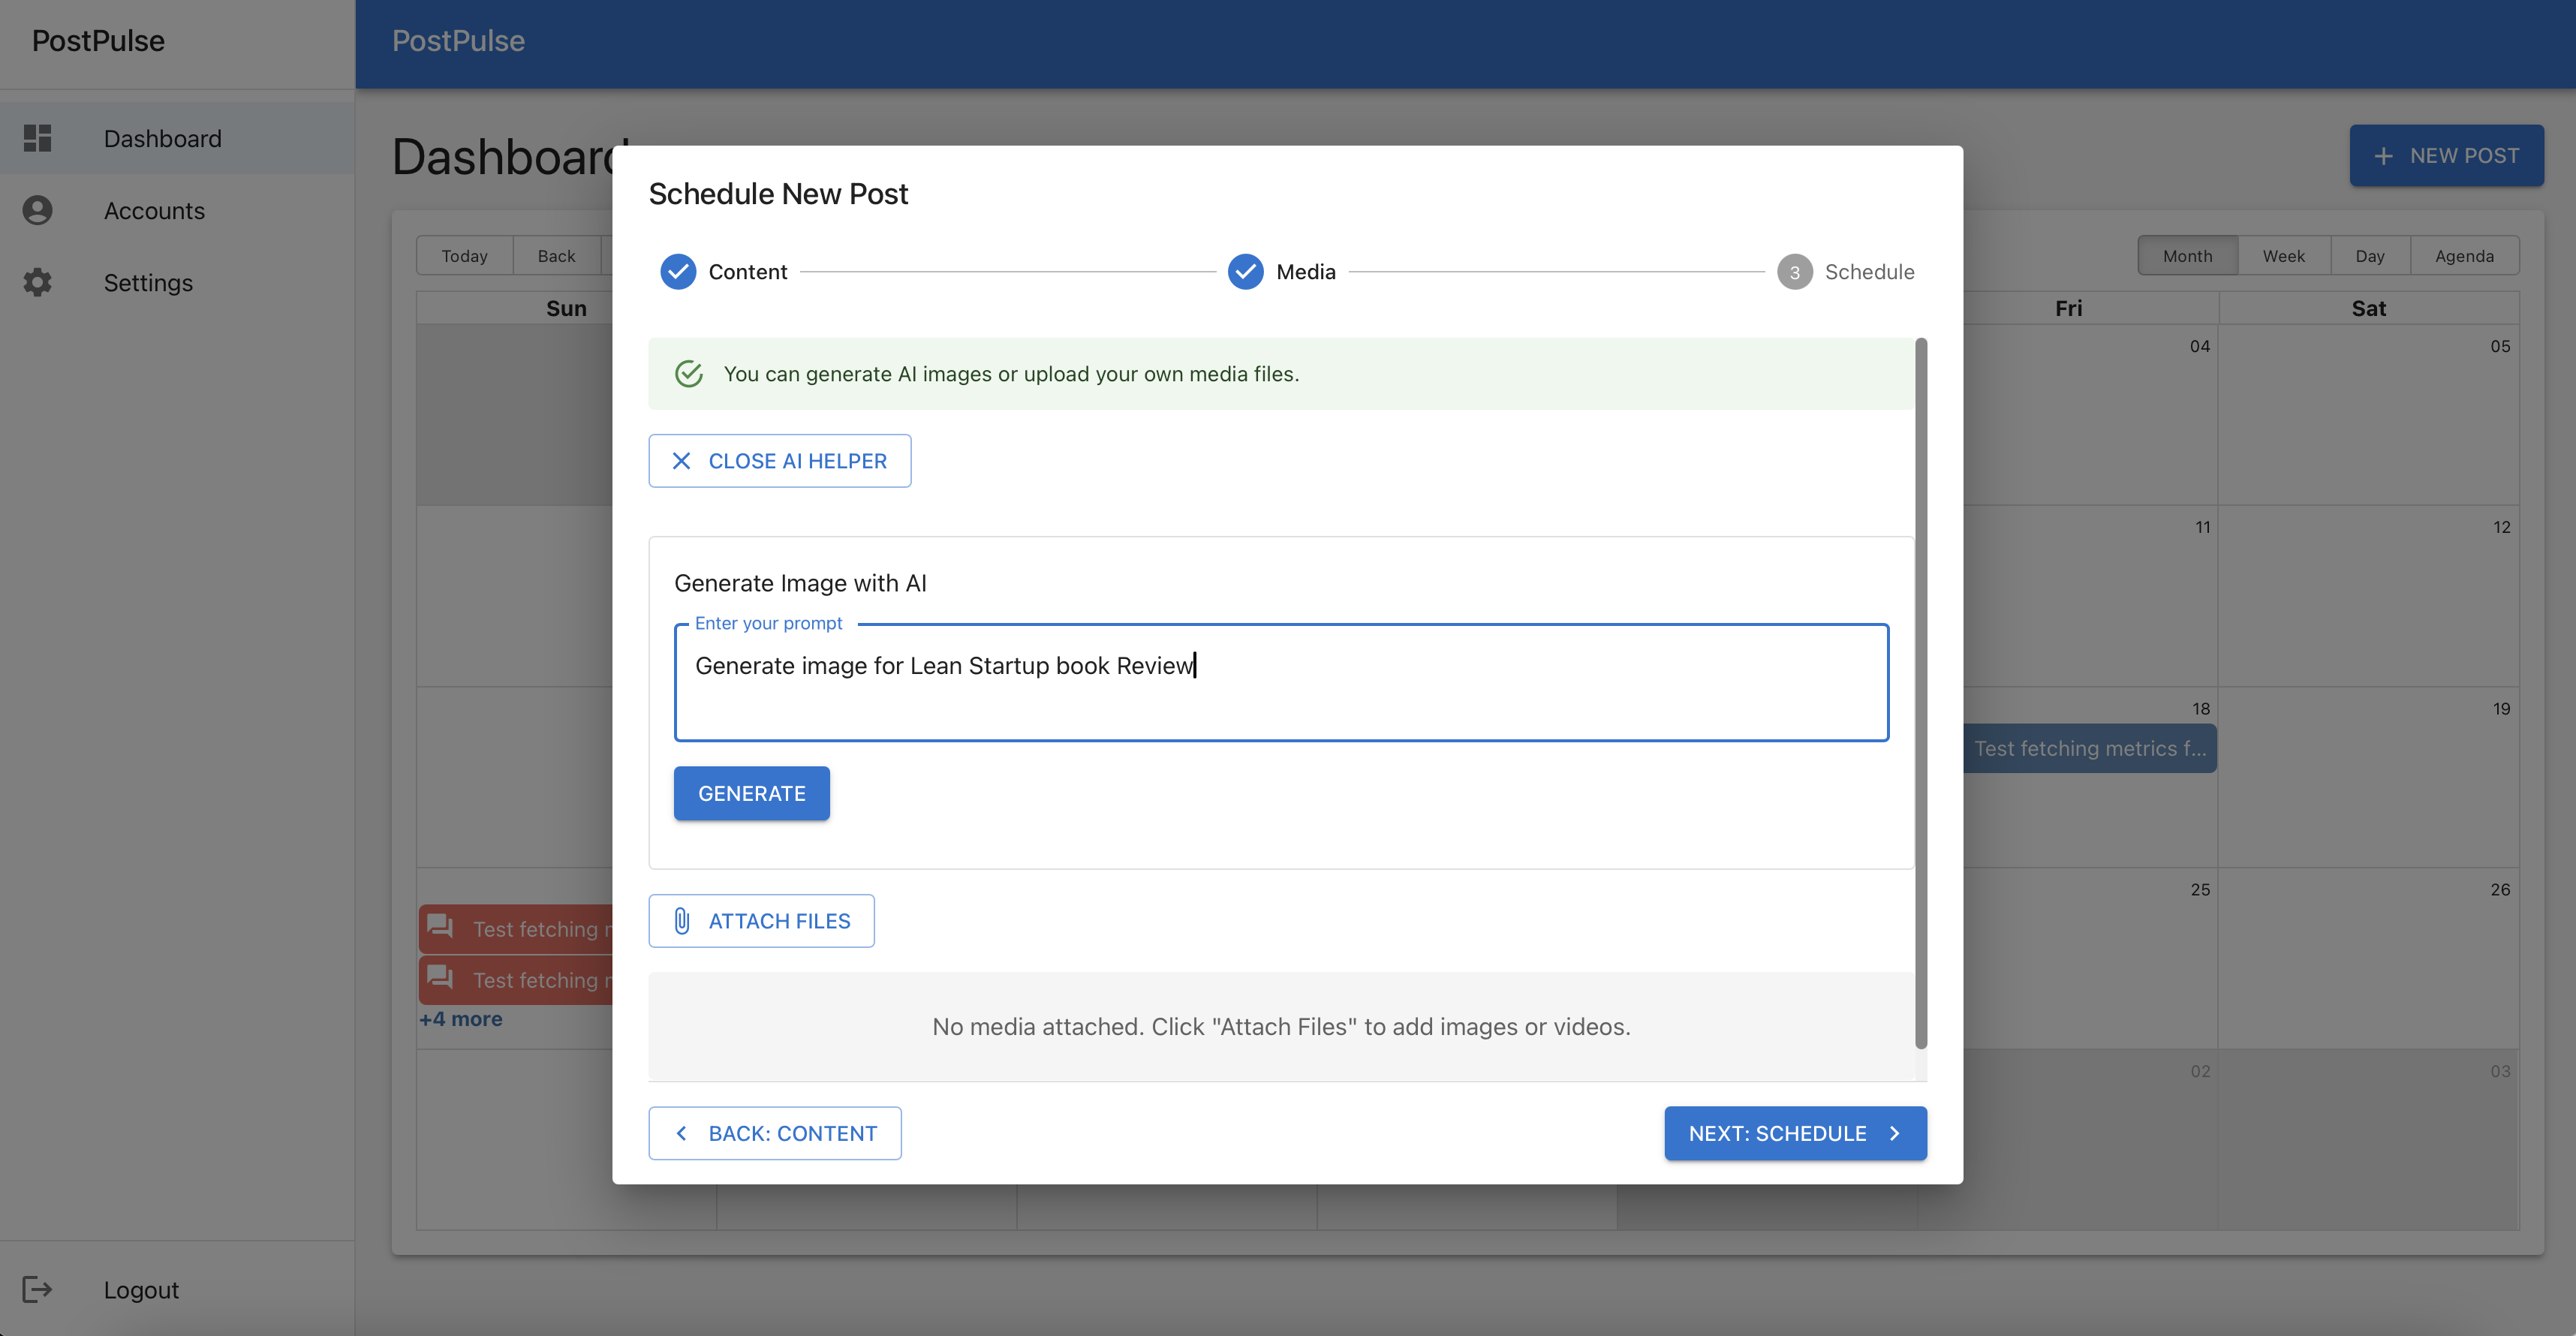 PostPulse
PostPulse
Dashboard
Accounts
Settings
Logout
Dashboard
NEW POST
Today
Back
Month
Week
Day
Agenda
Sun
Fri
Sat
04
05
11
12
18
19
Test fetching metrics f...
25
26
Test fetching
Test fetching
+4 more
02
03
Schedule New Post
Content
Media
3
Schedule
You can generate AI images or upload your own media files.
CLOSE AI HELPER
Generate Image with AI
Enter your prompt
Generate image for Lean Startup book Review
GENERATE
ATTACH FILES
No media attached. Click "Attach Files" to add images or videos.
BACK: CONTENT
NEXT: SCHEDULE